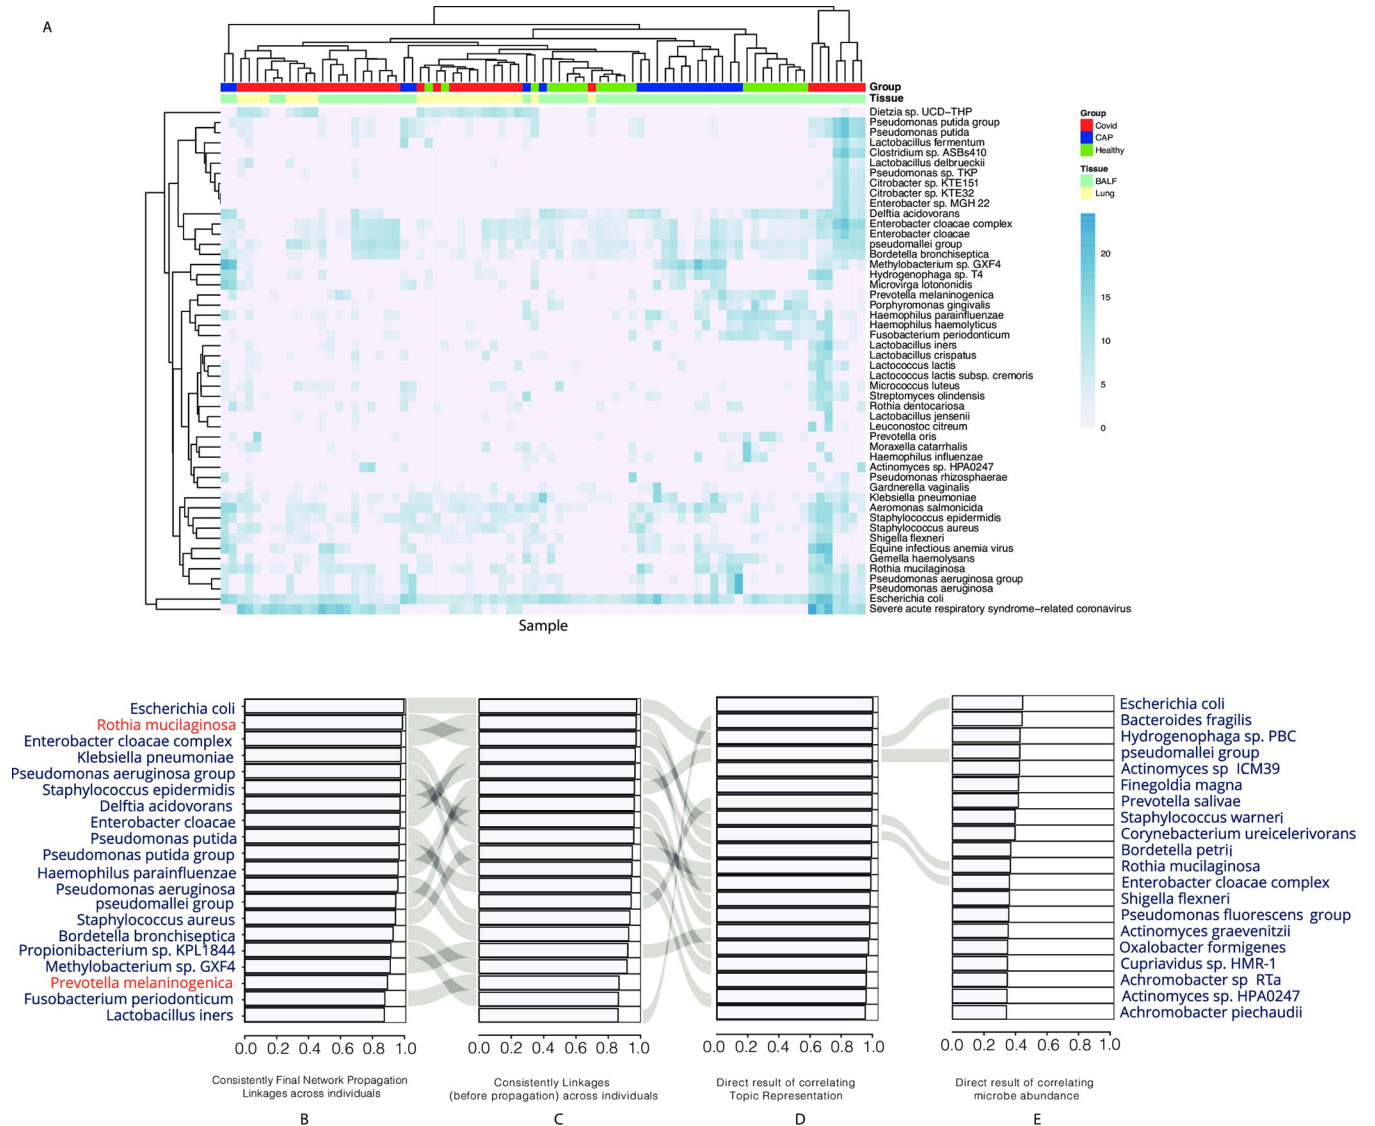 A
Group
Tissue
Dietzia sp. UCD−THP
Pseudomonas putida group
Pseudomonas putida
Lactobacillus fermentum
Clostridium sp. ASBs410
Lactobacillus delbrueckii
Pseudomonas sp. TKP
Citrobacter sp. KTE151
Citrobacter sp. KTE32
Enterobacter sp. MGH 22
Delftia acidovorans
Enterobacter cloacae complex
Enterobacter cloacae
pseudomallei group
Bordetella bronchiseptica
Methylobacterium sp. GXF4
Hydrogenophaga sp. T4
Microvirga lotononidis
Prevotella melaninogenica
Porphyromonas gingivalis
Haemophilus parainfluenzae
Haemophilus haemolyticus
Fusobacterium periodonticum
Lactobacillus iners
Lactobacillus crispatus
Lactococcus lactis
Lactococcus lactis subsp. cremoris
Micrococcus luteus
Streptomyces olindensis
Rothia dentocariosa
Lactobacillus jensenii
Leuconostoc citreum
Prevotella oris
Moraxella catarrhalis
Haemophilus influenzae
Actinomyces sp. HPA0247
Pseudomonas rhizosphaerae
Gardnerella vaginalis
Klebsiella pneumoniae
Aeromonas salmonicida
Staphylococcus epidermidis
Staphylococcus aureus
Shigella flexneri
Equine infectious anemia virus
Gemella haemolysans
Rothia mucilaginosa
Pseudomonas aeruginosa group
Pseudomonas aeruginosa
Escherichia coli
Severe acute respiratory syndrome−related coronavirus
Group
Covid
CAP
Healthy
Tissue
BALF
Lung
20
15
10
5
0
Sample
Escherichia coli
Rothia mucilaginosa
Enterobacter cloacae complex
Klebsiella pneumoniae
Pseudomonas aeruginosa group
Staphylococcus epidermidis
Delftia acidovorans
Enterobacter cloacae
Pseudomonas putida
Pseudomonas putida group
Haemophilus parainfluenzae
Pseudomonas aeruginosa
pseudomallei group
Staphylococcus aureus
Bordetella bronchiseptica
Propionibacterium sp. KPL1844
Methylobacterium sp. GXF4
Prevotella melaninogenica
Fusobacterium periodonticum
Lactobacillus iners
0.0 0.2 0.4 0.6 0.8 1.0
Consistently Final Network Propagation
Linkages across individuals
B
0.0 0.2 0.4 0.6 0.8 1.0
Consistently Linkages
(before propagation) across individuals
C
0.0 0.2 0.4 0.6 0.8 1.0
Direct result of correlating
Topic Representation
D
Escherichia coli
Bacteroides fragilis
Hydrogenophaga sp. PBC
pseudomallei group
Actinomyces sp ICM39
Finegoldia magna
Prevotella salivae
Staphylococcus warneri
Corynebacterium ureicelerivorans
Bordetella petrii
Rothia mucilaginosa
Enterobacter cloacae complex
Shigella flexneri
Pseudomonas fluorescens group
Actinomyces graevenitzii
Oxalobacter formigenes
Cupriavidus sp. HMR-1
Achromobacter sp RTa
Actinomyces sp. HPA0247
Achromobacter piechaudii
0.0 0.2 0.4 0.6 0.8 1.0
Direct result of correlating
microbe abundance
E